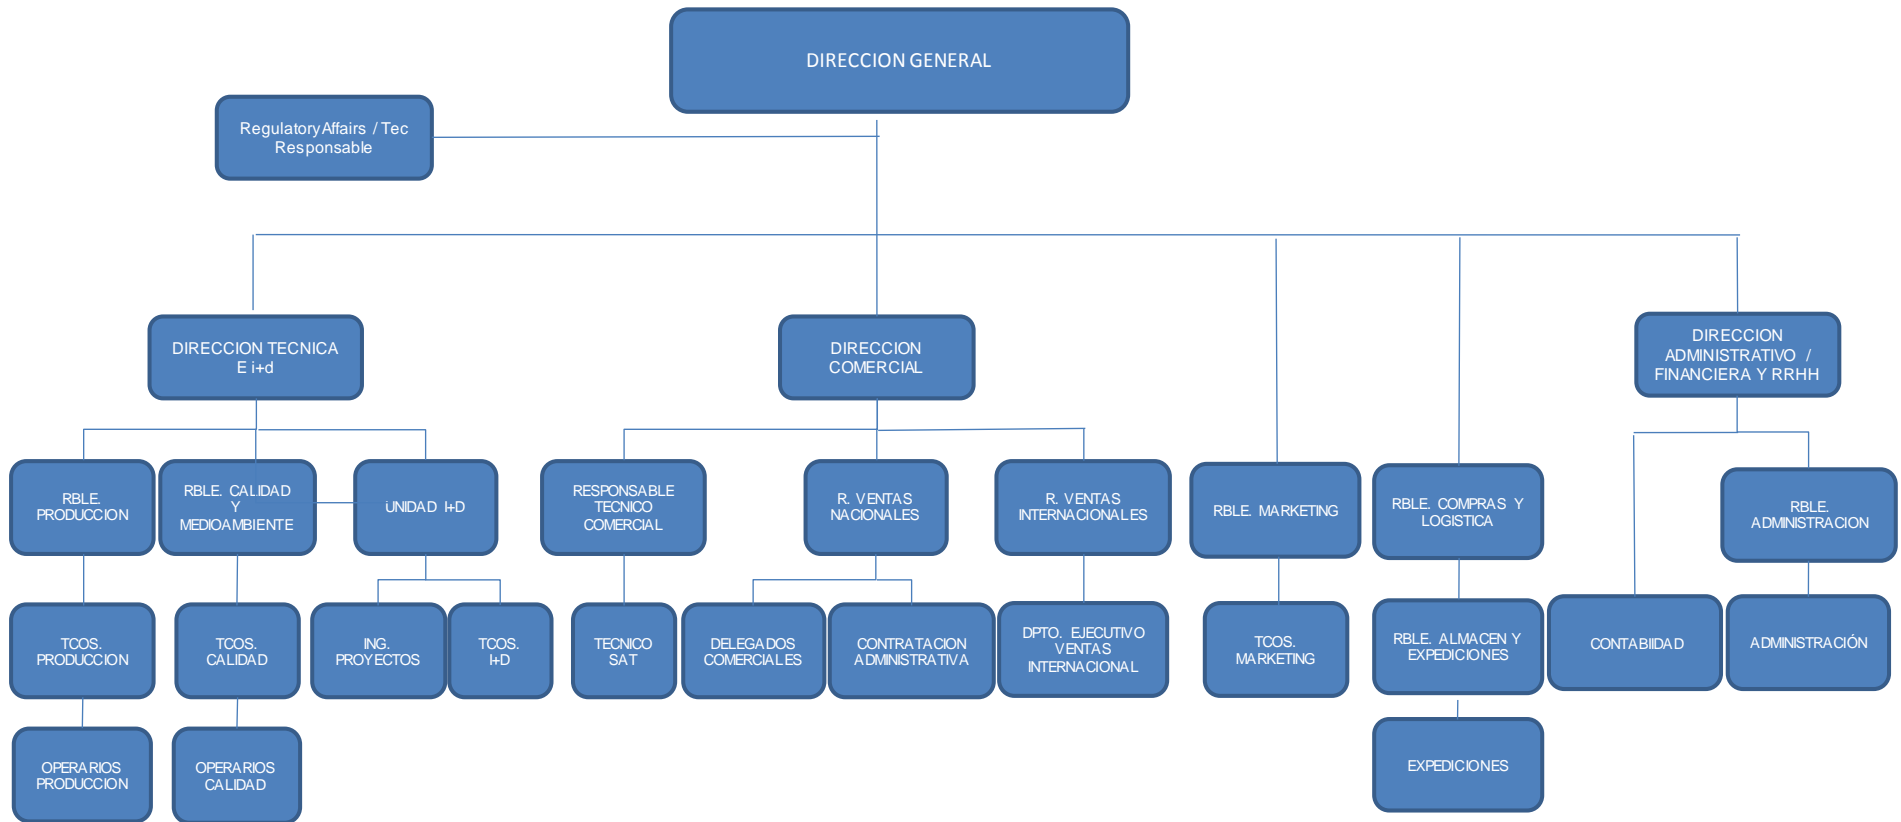 DIRECCION GENERAL
Regulatory Affairs / Tec
Responsable
DIRECCION TECNICA
E i+d
DIRECCION
COMERCIAL
DIRECCION
ADMINISTRATIVO /
FINANCIERA Y RRHH
RBLE.
PRODUCCION
RBLE. CALIDAD
Y
MEDIOAMBIENTE
UNIDAD I+D
RESPONSABLE
TECNICO
COMERCIAL
R. VENTAS
NACIONALES
R. VENTAS
INTERNACIONALES
RBLE. MARKETING
RBLE. COMPRAS Y
LOGISTICA
RBLE.
ADMINISTRACION
TCOS.
PRODUCCION
TCOS.
CALIDAD
ING.
PROYECTOS
TCOS.
I+D
TECNICO
SAT
DELEGADOS
COMERCIALES
CONTRATACION
ADMINISTRATIVA
DPTO. EJECUTIVO
VENTAS
INTERNACIONAL
TCOS.
MARKETING
RBLE. ALMACEN Y
EXPEDICIONES
CONTABIIDAD
ADMINISTRACIÓN
OPERARIOS
PRODUCCION
OPERARIOS
CALIDAD
EXPEDICIONES